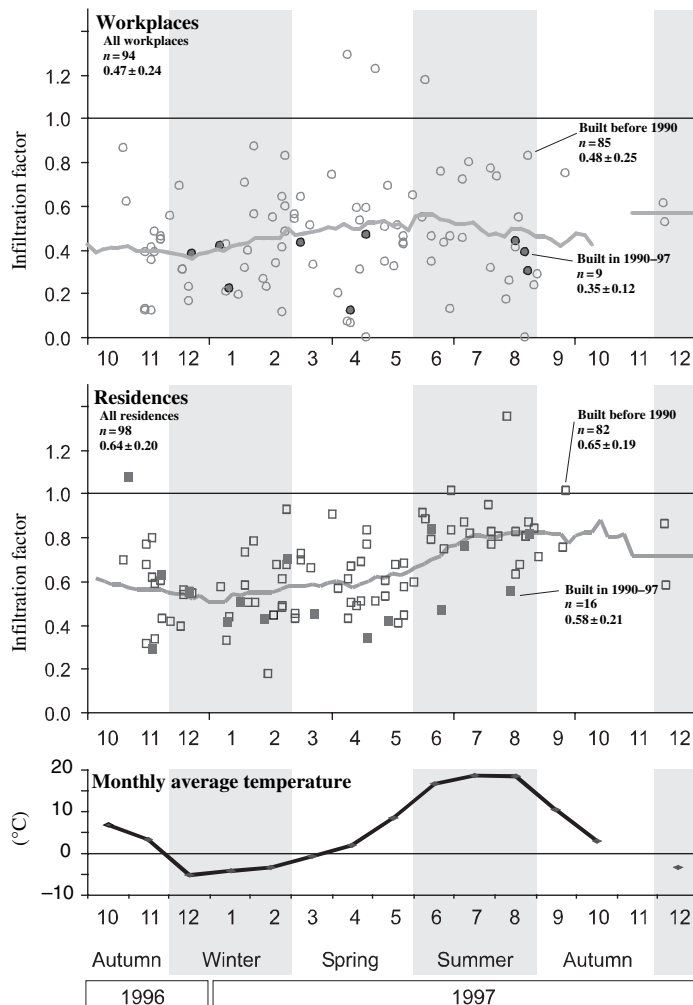 Workplaces
All workplaces
n = 94
0.47 ± 0.24
Infiltration factor
1.2
1.0
0.8
0.6
0.4
0.2
0.0
Built before 1990
n = 85
0.48 ± 0.25
Built in 1990–97
n = 9
0.35 ± 0.12
10 11 12 1 2 3 4 5 6 7 8 9 10 11 12
Residences
All residences
n = 98
0.64 ± 0.20
Infiltration factor
1.2
1.0
0.8
0.6
0.4
0.2
0.0
Built before 1990
n = 82
0.65 ± 0.19
Built in 1990–97
n =16
0.58 ± 0.21
10 11 12 1 2 3 4 5 6 7 8 9 10 11 12
Monthly average temperature
(°C)
20
10
0
–10
10 11 12 1 2 3 4 5 6 7 8 9 10 11 12
Autumn Winter Spring Summer Autumn
1996 1997